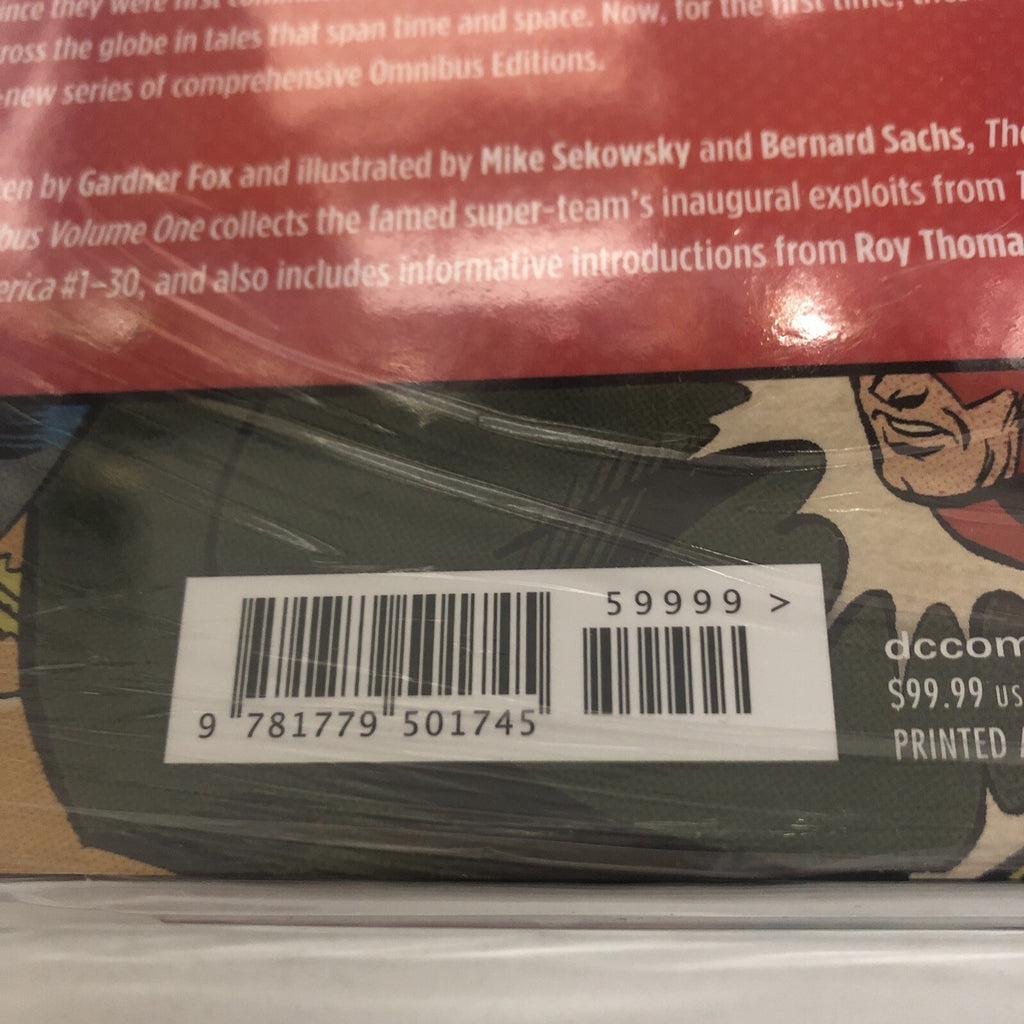 they were
ross the globe in tales that span time and space. Now, for the first time,
-new series of comprehensive Omnibus Editions.
en by Gardner Fox and illustrated by Mike Sekowsky and Bernard Sachs, The
bus Volume One collects the famed super-team's inaugural exploits from T
erica #1–30, and also includes informative introductions from Roy Thoma
59999 >
9 781779 501745
dccom
$99.99 US
PRINTED